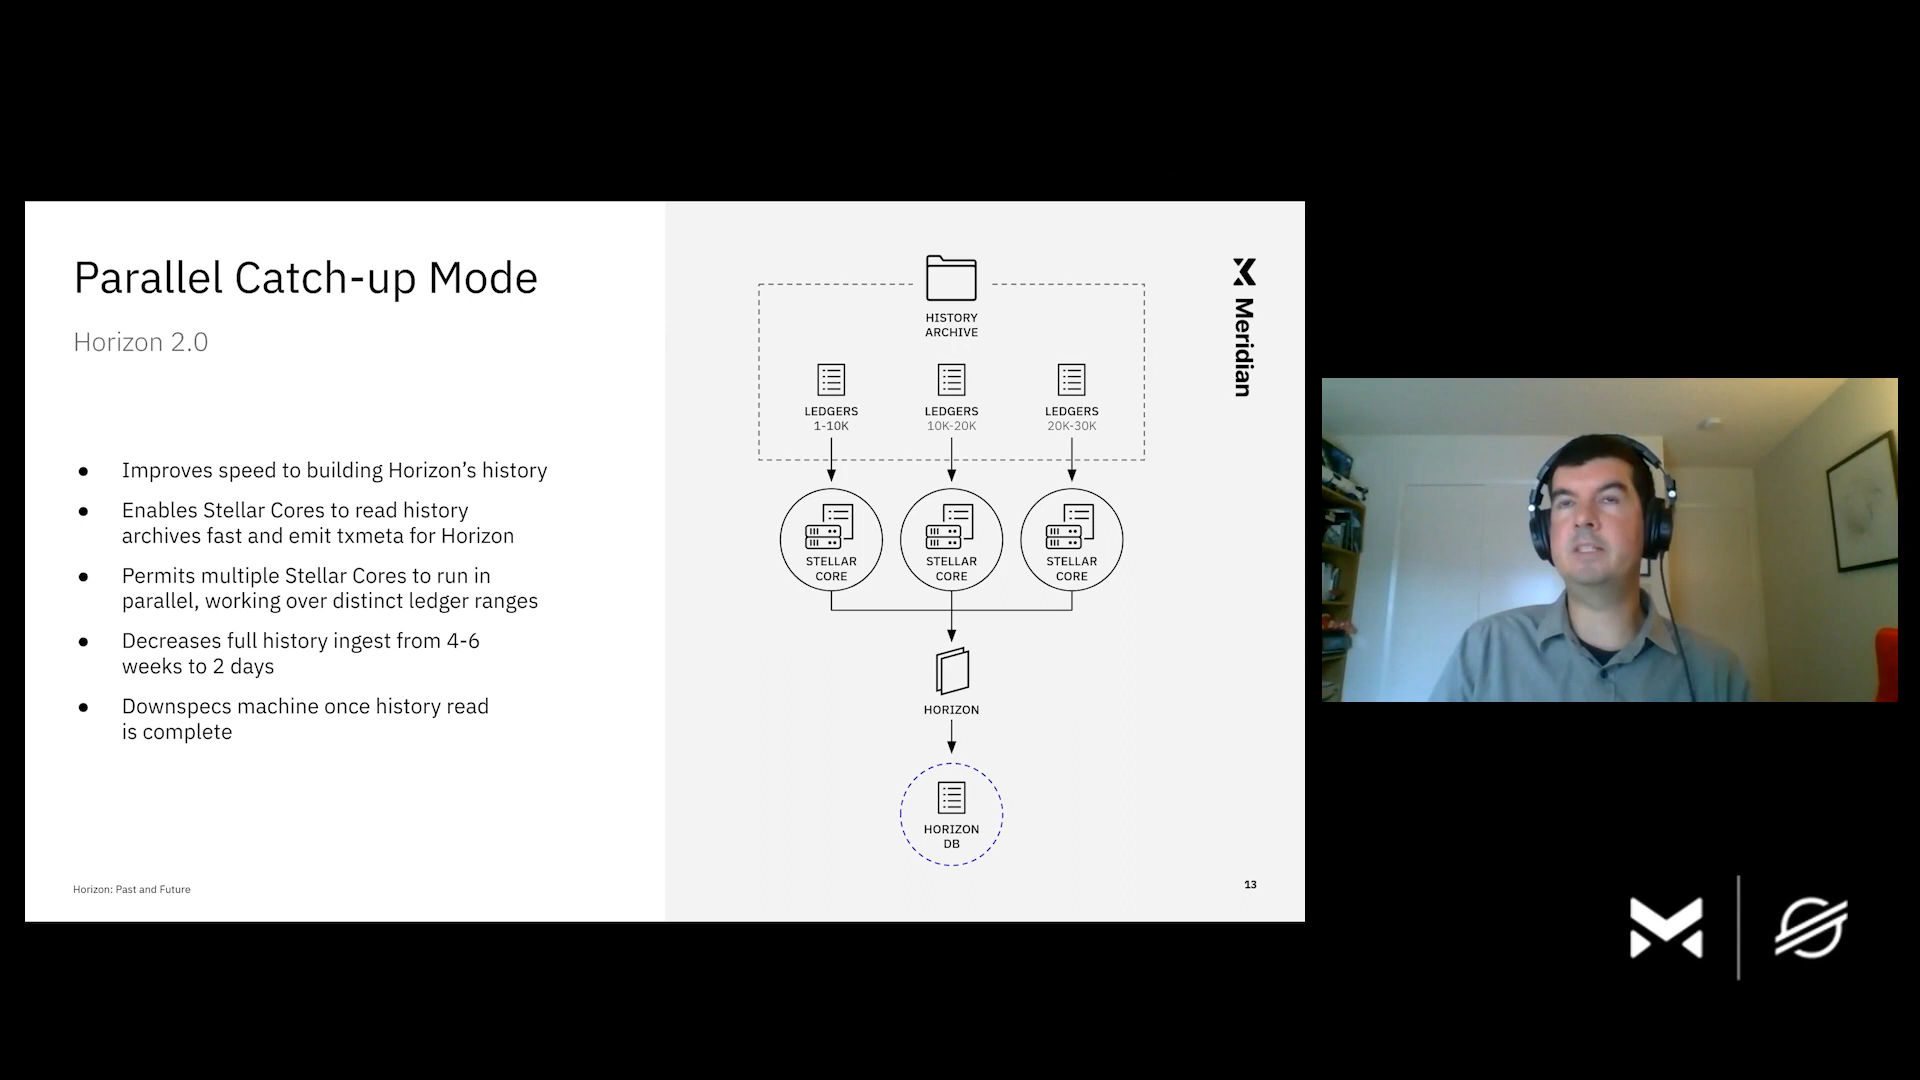 Parallel Catch-up Mode
Horizon 2.0
● Improves speed to building Horizon’s history
● Enables Stellar Cores to read history
archives fast and emit txmeta for Horizon
● Permits multiple Stellar Cores to run in
parallel, working over distinct ledger ranges
● Decreases full history ingest from 4-6
weeks to 2 days
● Downspecs machine once history read
is complete
Horizon: Past and Future
HISTORY
ARCHIVE
LEDGERS
1-10K
LEDGERS
10K-20K
LEDGERS
20K-30K
STELLAR
CORE
STELLAR
CORE
STELLAR
CORE
HORIZON
HORIZON
DB
Meridian
13